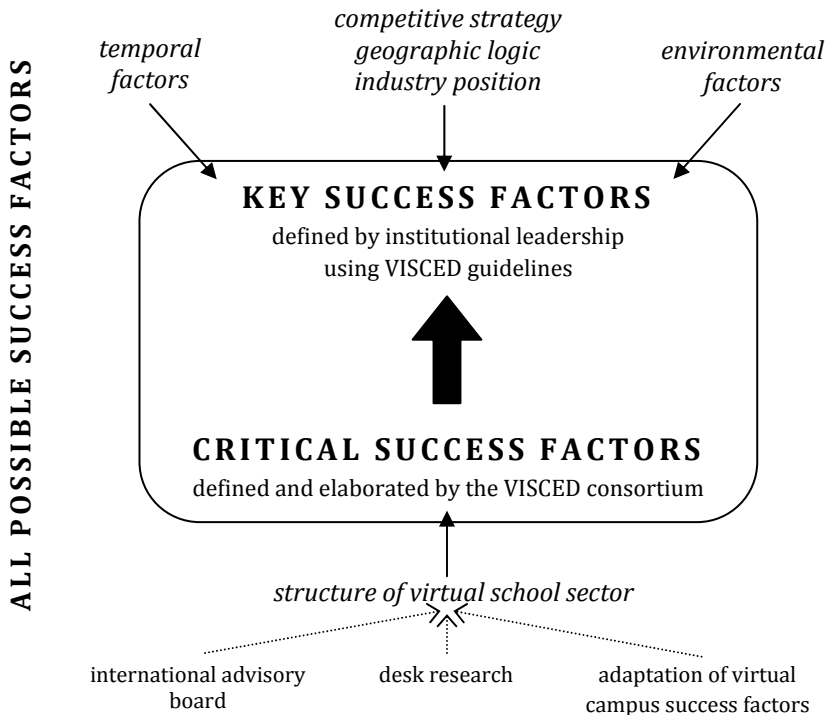 competitive strategy
geographic logic
industry position
temporal
factors
environmental
factors
ALL POSSIBLE SUCCESS FACTORS
KEY SUCCESS FACTORS
defined by institutional leadership
using VISCED guidelines
CRITICAL SUCCESS FACTORS
defined and elaborated by the VISCED consortium
structure of virtual school sector
international advisory
board
desk research
adaptation of virtual
campus success factors